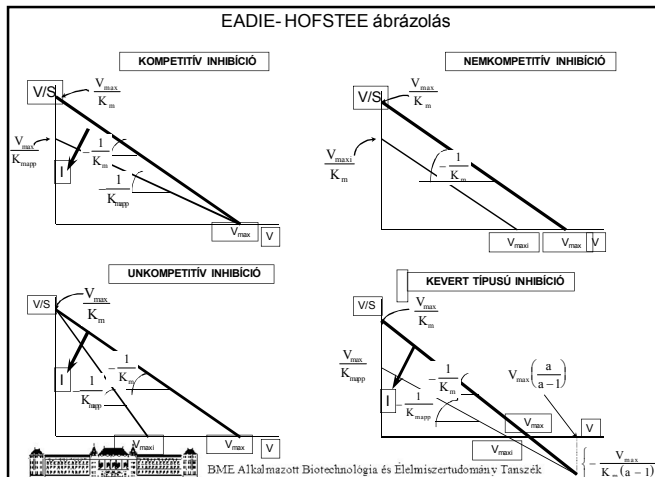 EADIE-HOFSTEE ábrázolás
KOMPETITÍV INHIBÍCIÓ
V/S
V_max/K_m
V_max/K_mapp
-1/K_m
-1/K_mapp
I
V_max
V
NEMKOMPETITÍV INHIBÍCIÓ
V/S
V_max/K_m
V_maxi/K_m
-1/K_m
V_maxi
V_max
V
UNKOMPETITÍV INHIBÍCIÓ
V/S
V_max/K_m
-1/K_m
-1/K_mapp
I
V_maxi
V_max
V
KEVERT TÍPUSÚ INHIBÍCIÓ
V/S
V_max/K_m
V_max/K_mapp
-1/K_m
-1/K_mapp
I
V_max(a/(a-1))
V_max
V
V_maxi
-V_max/(K_m(a-1))
BME Alkalmazott Biotechnológia és Élelmiszertudomány Tanszék